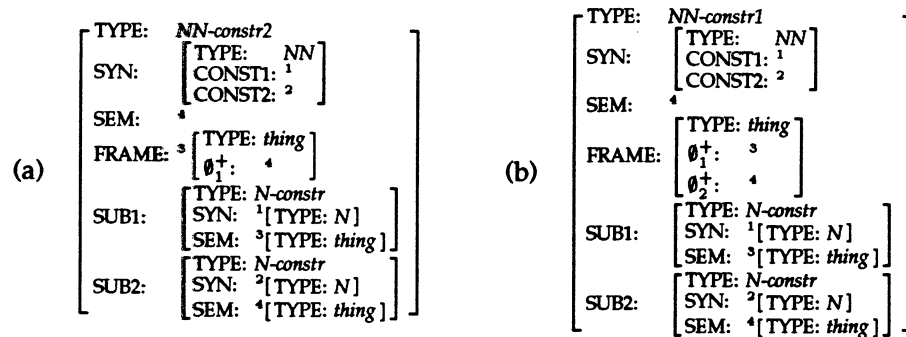 (a)
TYPE: NN-constr2
SYN: [TYPE: NN
CONST1: 1
CONST2: 2]
SEM: 4
FRAME: 3 [TYPE: thing
∅₁⁺: 4]
SUB1: [TYPE: N-constr
SYN: 1[TYPE: N]
SEM: 3[TYPE: thing]]
SUB2: [TYPE: N-constr
SYN: 2[TYPE: N]
SEM: 4[TYPE: thing]]
(b)
TYPE: NN-constr1
SYN: [TYPE: NN
CONST1: 1
CONST2: 2]
SEM: 4
FRAME: [TYPE: thing
∅₁⁺: 3
∅₂⁺: 4]
SUB1: [TYPE: N-constr
SYN: 1[TYPE: N]
SEM: 3[TYPE: thing]]
SUB2: [TYPE: N-constr
SYN: 2[TYPE: N]
SEM: 4[TYPE: thing]]